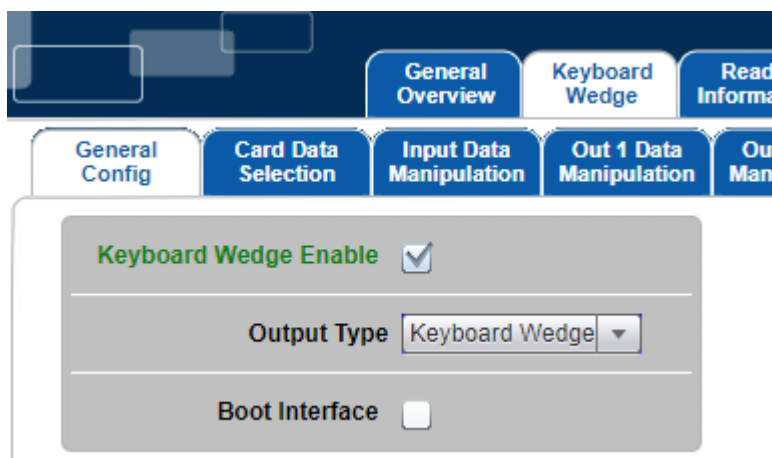 General Overview
Keyboard Wedge
General Config
Card Data Selection
Input Data Manipulation
Out 1 Data Manipulation
Keyboard Wedge Enable
Output Type Keyboard Wedge
Boot Interface